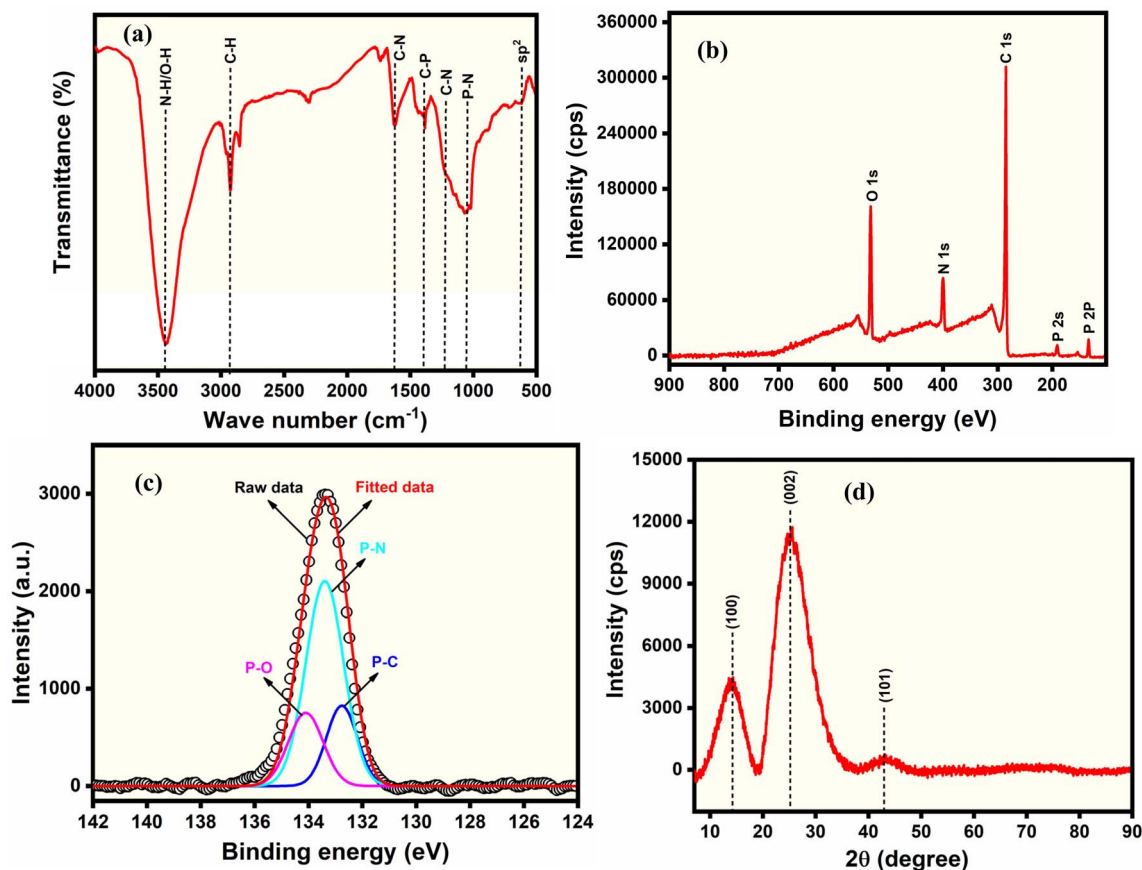 (a)
N-H/O-H
C-H
C-N
C-P
C-N
P-N
sp²
Transmittance (%)
4000 3500 3000 2500 2000 1500 1000 500
Wave number (cm⁻¹)
(b)
360000
300000
240000
180000
120000
60000
0
O 1s
N 1s
C 1s
P 2s
P 2P
Intensity (cps)
900 800 700 600 500 400 300 200
Binding energy (eV)
(c)
3000
2000
1000
0
Raw data
Fitted data
P-N
P-O
P-C
Intensity (a.u.)
142 140 138 136 134 132 130 128 126 124
Binding energy (eV)
(d)
15000
12000
9000
6000
3000
0
(100)
(002)
(101)
Intensity (cps)
10 20 30 40 50 60 70 80 90
2θ (degree)